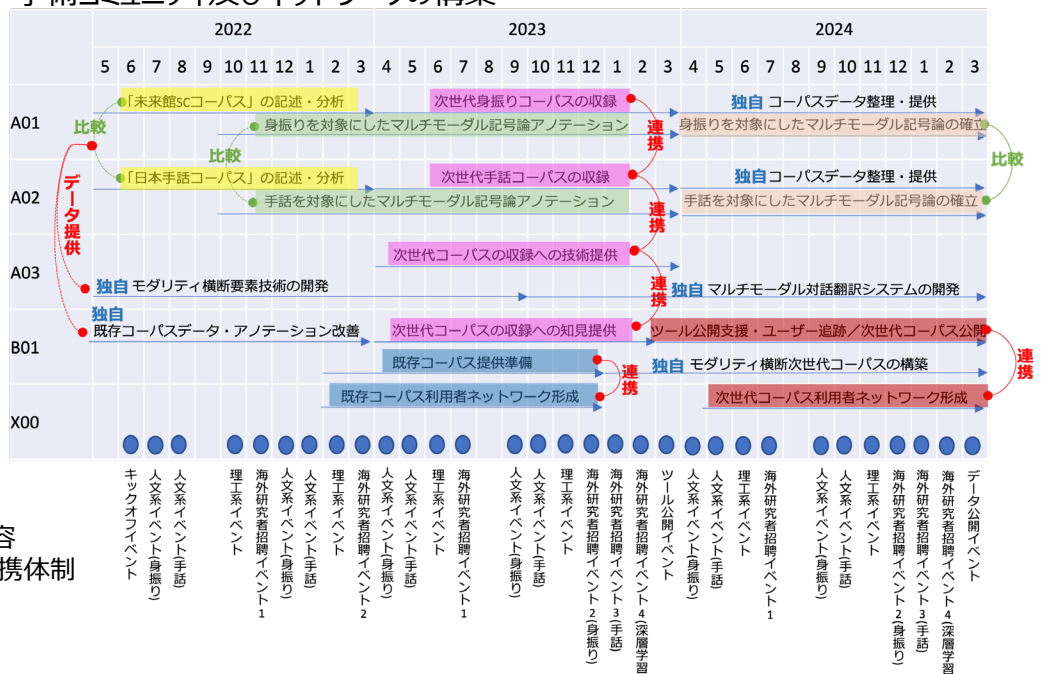 学術コミュニティ及びネットワークの構築
2022 2023 2024
5 6 7 8 9 10 11 12 1 2 3 4 5 6 7 8 9 10 11 12 1 2 3 4 5 6 7 8 9 10 11 12 1 2 3
A01
「未来館scコーパス」の記述・分析
次世代身振りコーパスの収録
独自 コーパスデータ整理・提供
比較
身振りを対象にしたマルチモーダル記号論アノテーション
連携
身振りを対象にしたマルチモーダル記号論の確立
比較
比較
A02
「日本手話コーパス」の記述・分析
次世代手話コーパスの収録
独自 コーパスデータ整理・提供
データ提供
手話を対象にしたマルチモーダル記号論アノテーション
連携
手話を対象にしたマルチモーダル記号論の確立
A03
次世代コーパスの収録への技術提供
独自 モダリティ横断要素技術の開発
連携
独自 マルチモーダル対話翻訳システムの開発
B01
独自
既存コーパスデータ・アノテーション改善
次世代コーパスの収録への知見提供
ツール公開支援・ユーザー追跡／次世代コーパス公開
既存コーパス提供準備
連携
独自 モダリティ横断次世代コーパスの構築
連携
X00
既存コーパス利用者ネットワーク形成
次世代コーパス利用者ネットワーク形成
キックオフイベント
人文系イベント(身振り)
人文系イベント(手話)
理工系イベント
海外研究者招聘イベント1
人文系イベント(身振り)
人文系イベント(手話)
理工系イベント
海外研究者招聘イベント2
人文系イベント(身振り)
人文系イベント(手話)
理工系イベント
海外研究者招聘イベント1
人文系イベント(身振り)
人文系イベント(手話)
理工系イベント
海外研究者招聘イベント2(身振り)
海外研究者招聘イベント3(手話)
海外研究者招聘イベント4(深層学習
ツール公開イベント
人文系イベント(身振り)
人文系イベント(手話)
理工系イベント
海外研究者招聘イベント1
人文系イベント(身振り)
人文系イベント(手話)
理工系イベント
海外研究者招聘イベント2(身振り)
海外研究者招聘イベント3(手話)
海外研究者招聘イベント4(深層学習
データ公開イベント
容
携体制